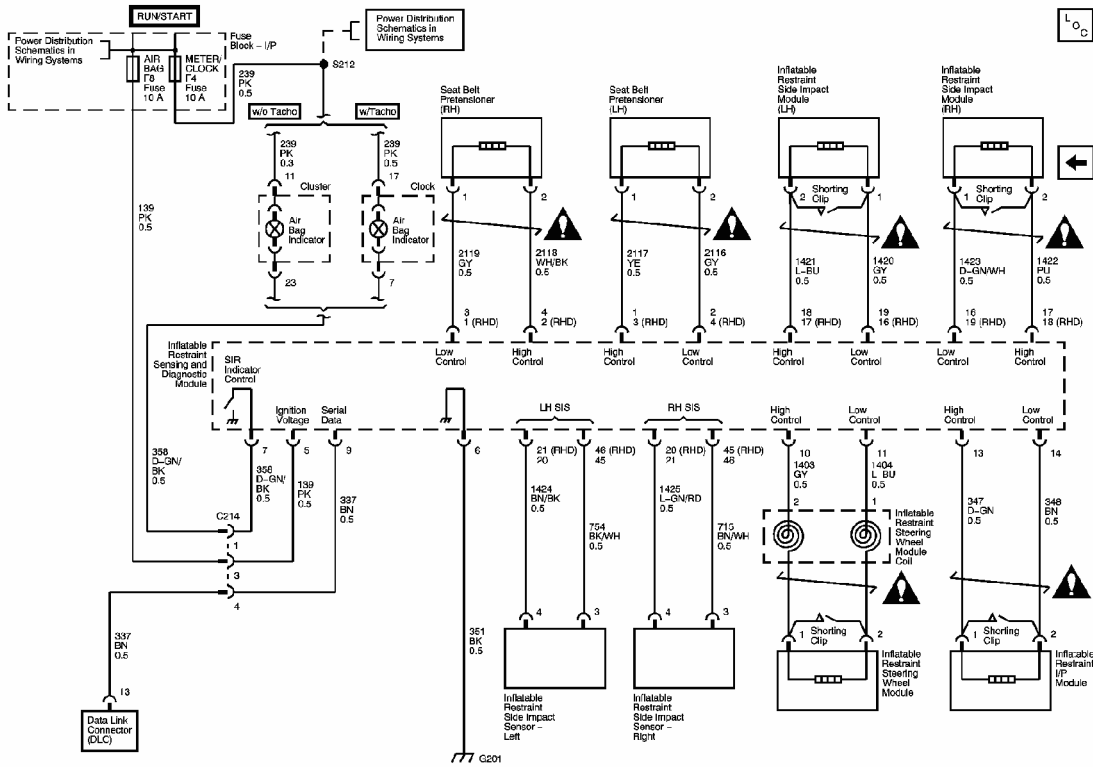 RUN/START
Power Distribution
Schematics in
Wiring Systems
Fuse
Block – I/P
AIR
BAG
F8
Fuse
10 A
METER/
CLOCK
F4
Fuse
10 A
Power Distribution
Schematics in
Wiring Systems
L
O
C
239
PK
0.5
S212
w/o Tacho
w/Tacho
239
PK
0.3
239
PK
0.5
11
Cluster
17
Clock
Air
Bag
Indicator
Air
Bag
Indicator
23
7
139
PK
0.5
Seat Belt
Pretensioner
(RH)
Seat Belt
Pretensioner
(LH)
Inflatable
Restraint
Side Impact
Module
(LH)
Inflatable
Restraint
Side Impact
Module
(RH)
1
2
1
2
2
Shorting
Clip
1
1
Shorting
Clip
2
2119
GY
0.5
2118
WH/BK
0.5
2117
YE
0.5
2116
GY
0.5
1421
L-BU
0.5
1420
GY
0.5
1423
D-GN/WH
0.5
1422
PU
0.5
3
1 (RHD)
4
2 (RHD)
1
3 (RHD)
2
4 (RHD)
18
17 (RHD)
19
16 (RHD)
16
19 (RHD)
17
18 (RHD)
Inflatable
Restraint
Sensing and
Diagnostic
Module
Low
Control
High
Control
High
Control
Low
Control
High
Control
Low
Control
Low
Control
High
Control
SIR
Indicator
Control
Ignition
Voltage
Serial
Data
LH SIS
RH SIS
High
Control
Low
Control
High
Control
Low
Control
7
5
9
6
21 (RHD)
20
46 (RHD)
45
20 (RHD)
21
45 (RHD)
46
10
11
13
14
358
D–GN/
BK
0.5
358
D–GN/
BK
0.5
139
PK
0.5
337
BN
0.5
1424
BN/BK
0.5
754
BK/WH
0.5
1425
L-GN/RD
0.5
715
BN/WH
0.5
1403
GY
0.5
1404
L BU
0.5
347
D–GN
0.5
348
BN
0.5
C214
1
3
4
2
1
Inflatable
Restraint
Steering
Wheel
Module
Coil
337
BN
0.5
351
BK
0.5
4
3
4
3
1
Shorting
Clip
2
1
Shorting
Clip
2
Inflatable
Restraint
Steering
Wheel
Module
Inflatable
Restraint
I/P
Module
13
Data Link
Connector
(DLC)
Inflatable
Restraint
Side Impact
Sensor –
Left
Inflatable
Restraint
Side Impact
Sensor –
Right
G201